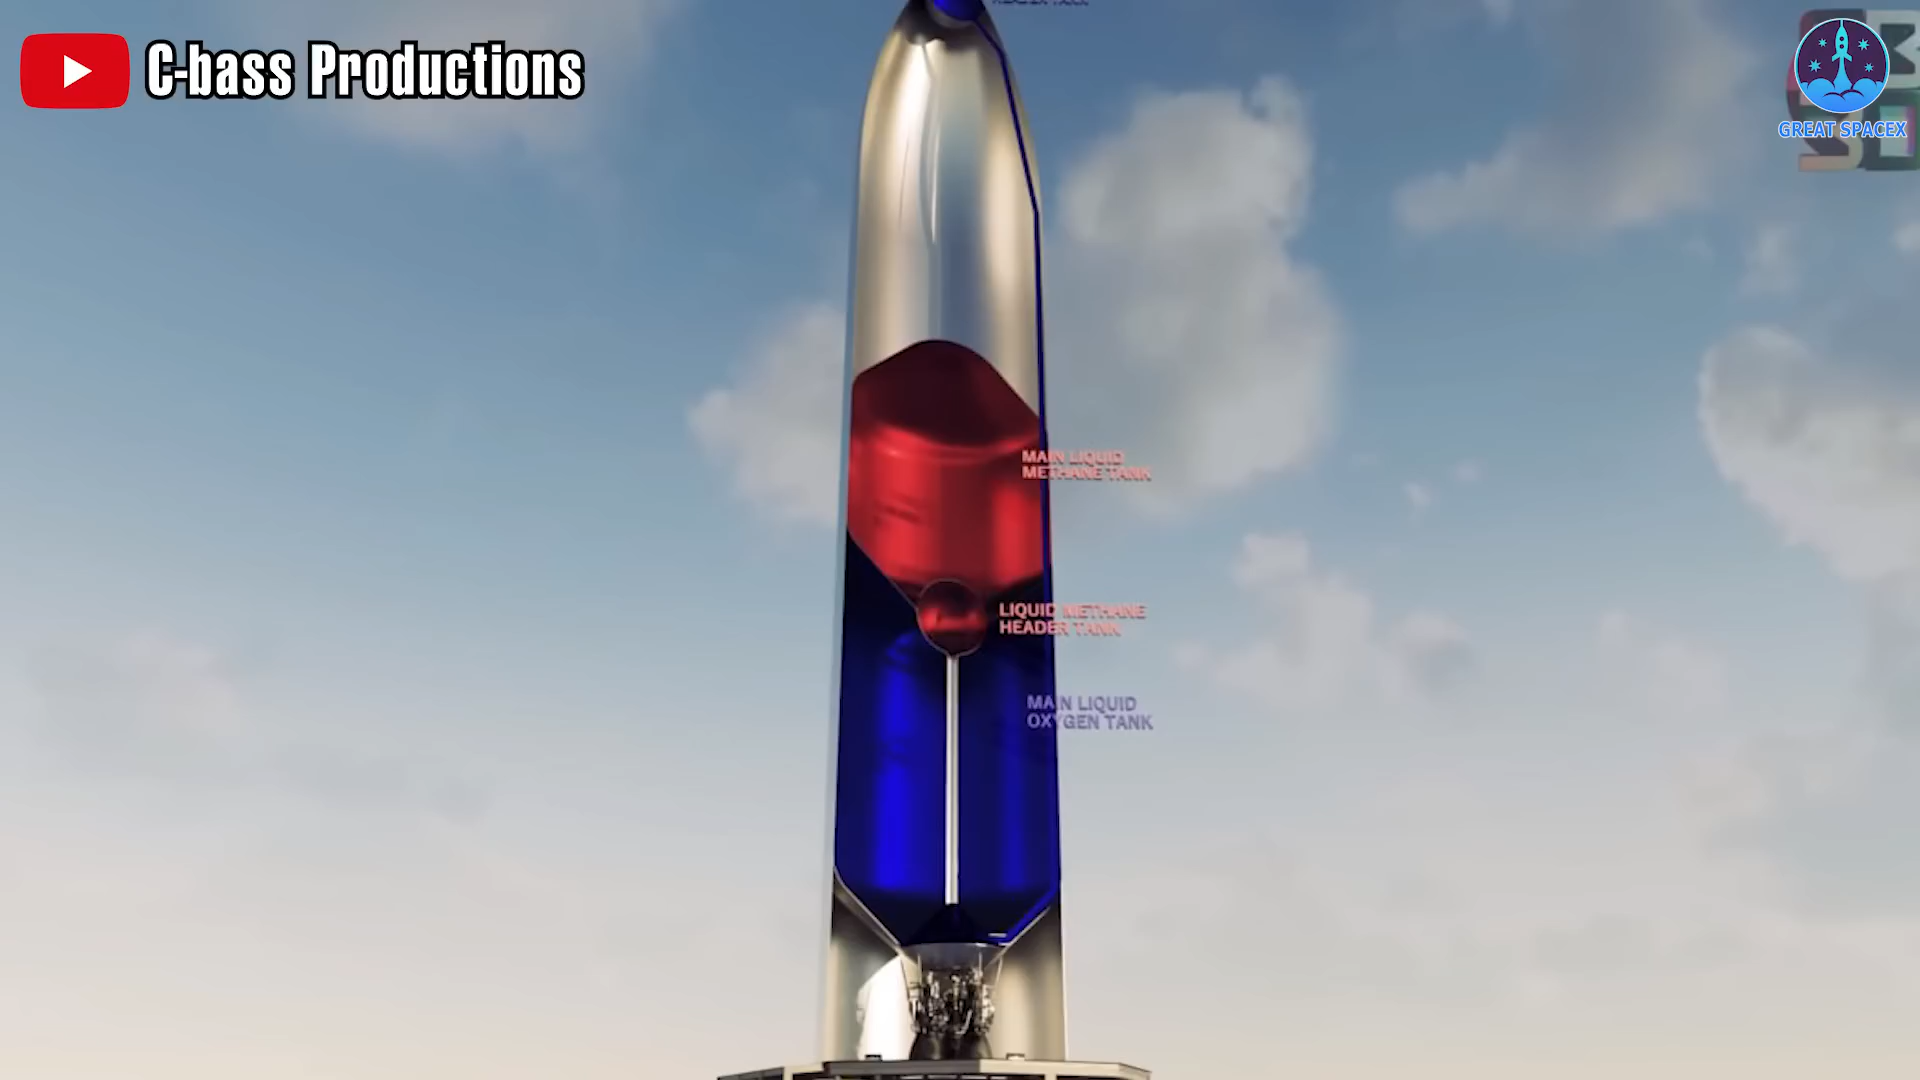 C-bass Productions
GREAT SPACEX
MAIN LIQUID
METHANE TANK
LIQUID METHANE
HEADER TANK
MAIN LIQUID
OXYGEN TANK